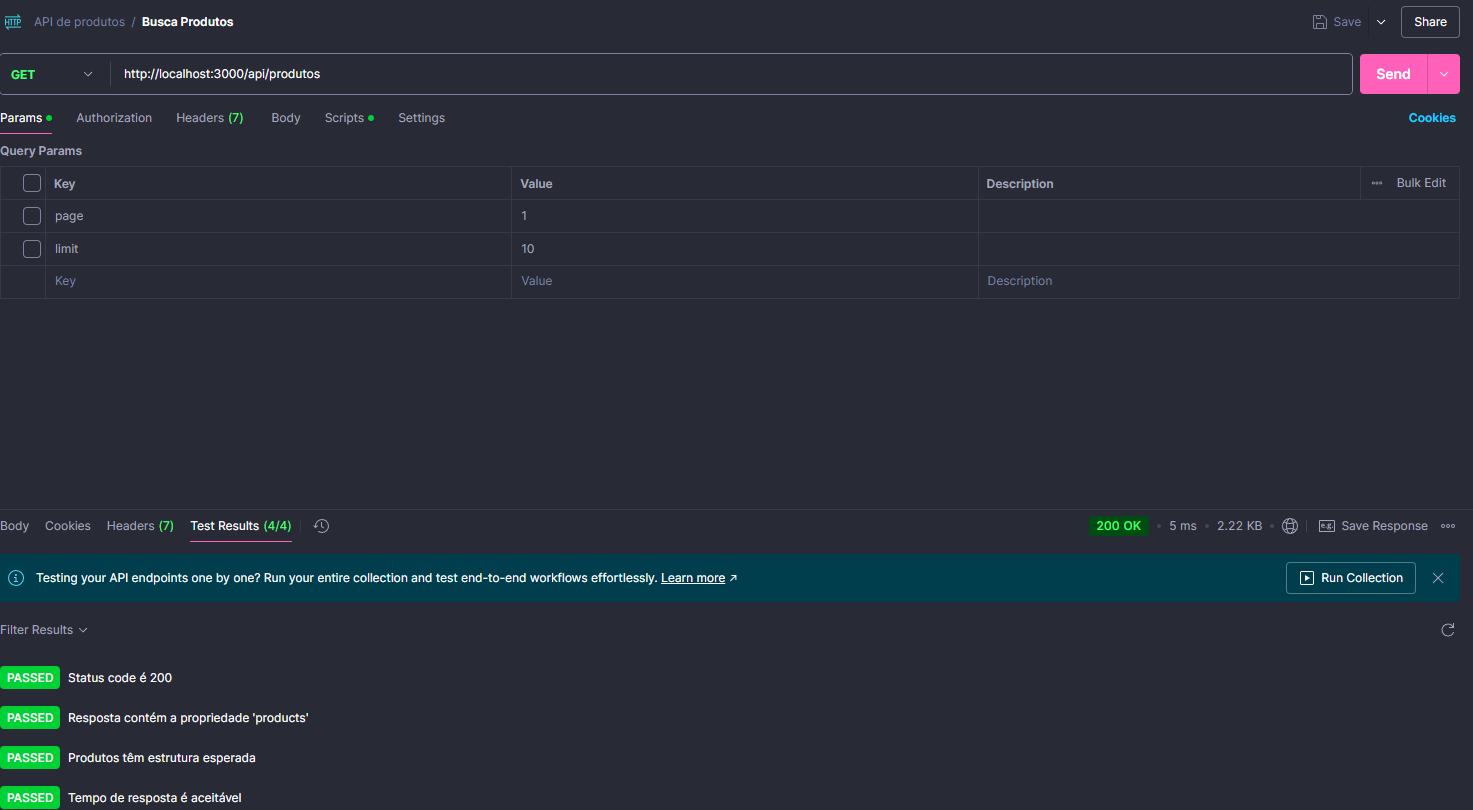 HTTP API de produtos / Busca Produtos Save Share
GET http://localhost:3000/api/produtos Send
Params Authorization Headers (7) Body Scripts Settings Cookies
Query Params
Key Value Description Bulk Edit
page 1
limit 10
Key Value Description
Body Cookies Headers (7) Test Results (4/4) 200 OK 5 ms 2.22 KB e.g. Save Response
Testing your API endpoints one by one? Run your entire collection and test end-to-end workflows effortlessly. Learn more Run Collection
Filter Results
PASSED Status code é 200
PASSED Resposta contém a propriedade 'products'
PASSED Produtos têm estrutura esperada
PASSED Tempo de resposta é aceitável